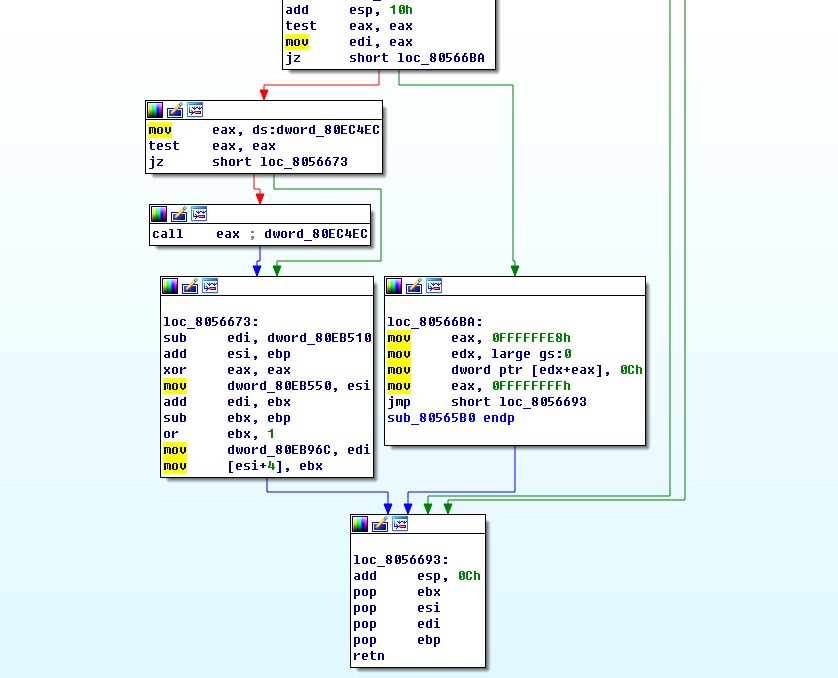 add esp, 10h
test eax, eax
mov edi, eax
jz short loc_80566BA
mov eax, ds:dword_80EC4EC
test eax, eax
jz short loc_8056673
call eax ; dword_80EC4EC
loc_8056673:
sub edi, dword_80EB510
add esi, ebp
xor eax, eax
mov dword_80EB550, esi
add edi, ebx
sub ebx, ebp
or ebx, 1
mov dword_80EB96C, edi
mov [esi+4], ebx
loc_80566BA:
mov eax, 0FFFFFFE8h
mov edx, large gs:0
mov dword ptr [edx+eax], 0Ch
mov eax, 0FFFFFFFFh
jmp short loc_8056693
sub_80565B0 endp
loc_8056693:
add esp, 0Ch
pop ebx
pop esi
pop edi
pop ebp
retn